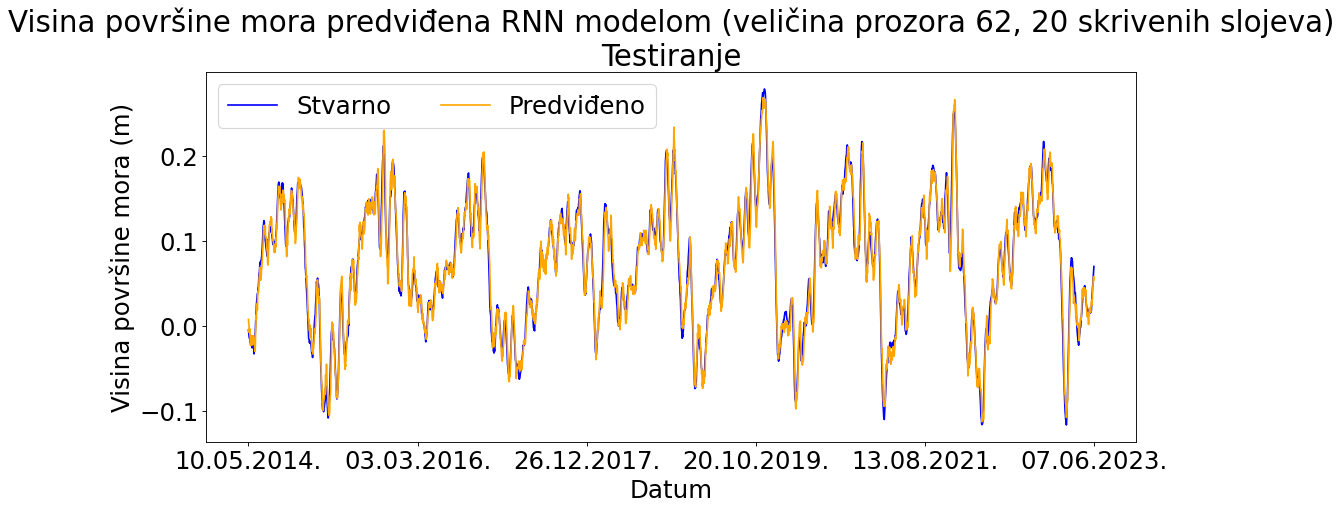 Visina površine mora predviđena RNN modelom (veličina prozora 62, 20 skrivenih slojeva)
Testiranje
Stvarno
Predviđeno
Visina površine mora (m)
0.2
0.1
0.0
−0.1
10.05.2014.
03.03.2016.
26.12.2017.
20.10.2019.
13.08.2021.
07.06.2023.
Datum